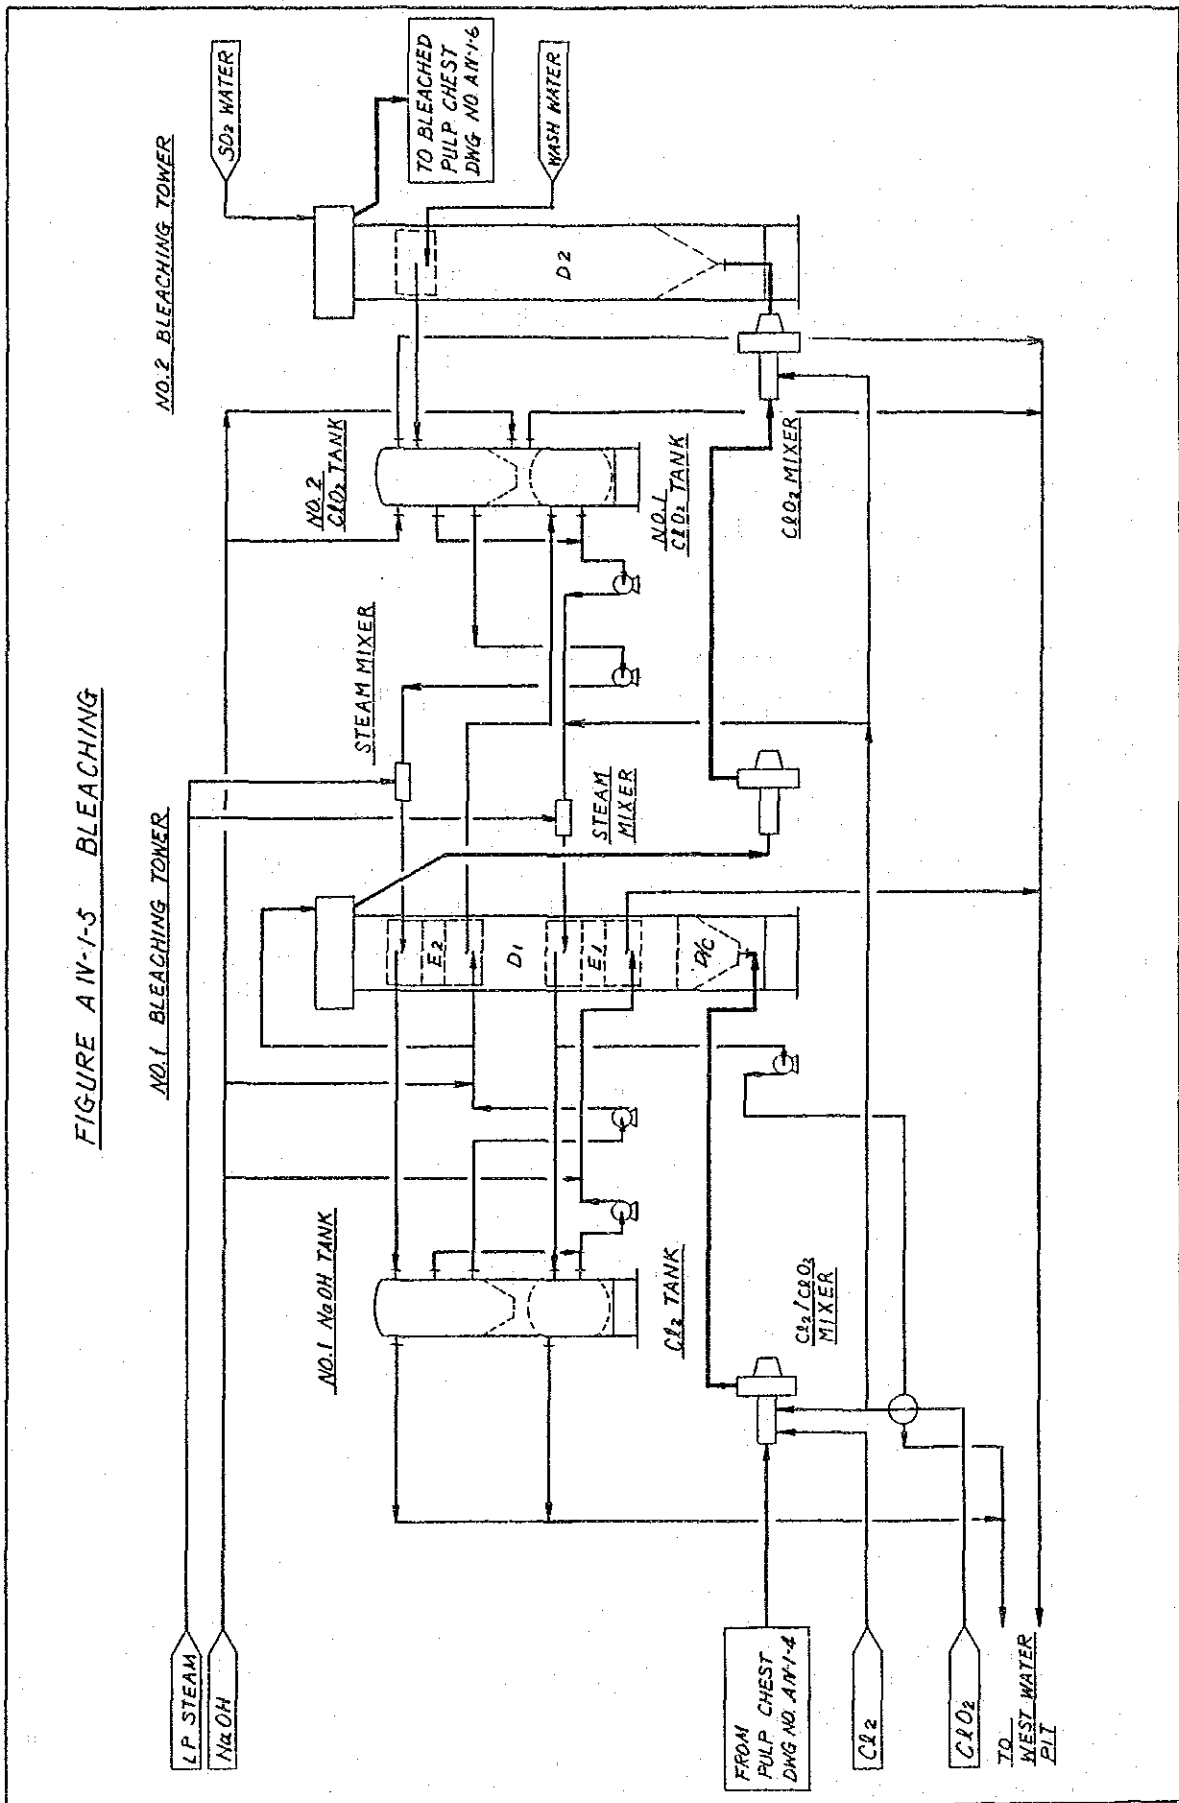 FIGURE A IV-1-5 BLEACHING
LP STEAM
NaOH
NO.1 BLEACHING TOWER
NO.2 BLEACHING TOWER
SO2 WATER
TO BLEACHED
PULP CHEST
DWG NO. AIV-1-6
WASH WATER
STEAM MIXER
NO.2
ClO2 TANK
NO.1 NaOH TANK
E2
D1
E1
D/C
D2
STEAM
MIXER
NO.1
ClO2 TANK
Cl2 TANK
ClO2 MIXER
Cl2/ClO2
MIXER
FROM
PULP CHEST
DWG NO. AIV-1-4
Cl2
ClO2
TO
WEST WATER
PIT